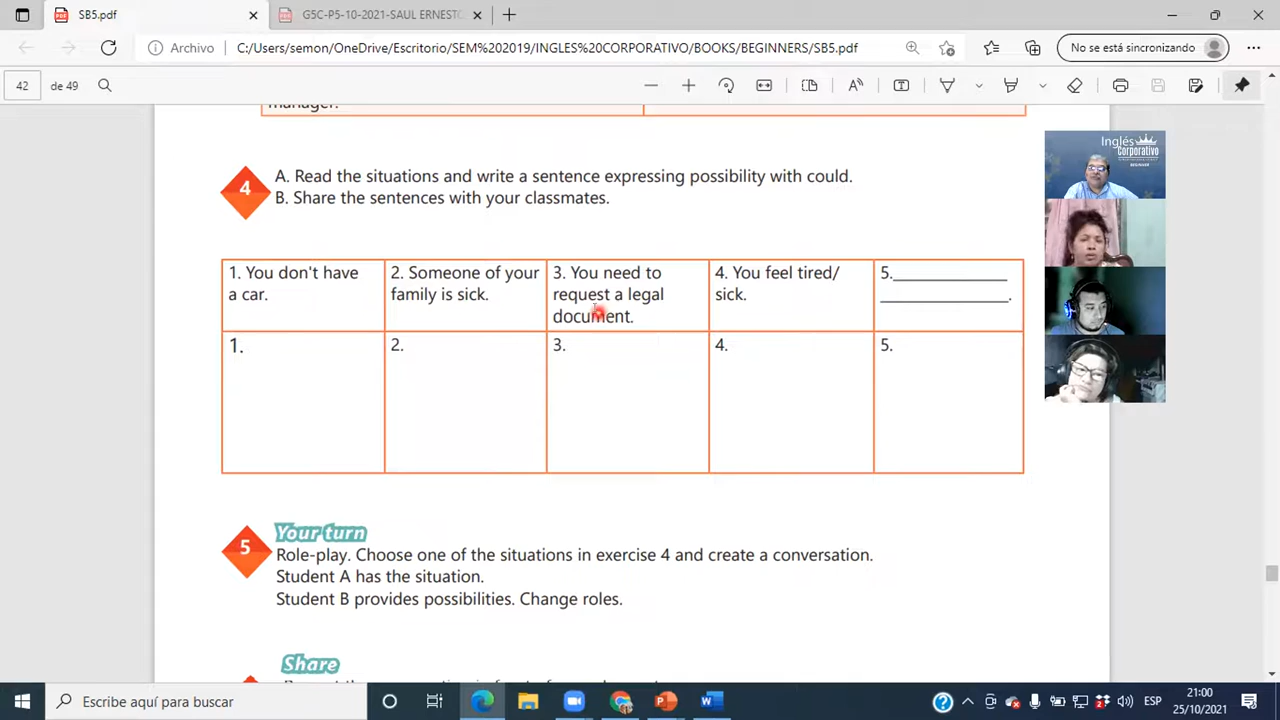 SB5.pdf
G5C-P5-10-2021-SAUL ERNESTO
Archivo
C:/Users/semon/OneDrive/Escritorio/SEM%202019/INGLES%20CORPORATIVO/BOOKS/BEGINNERS/SB5.pdf
No se está sincronizando
42 de 49
manager.
4
A. Read the situations and write a sentence expressing possibility with could.
B. Share the sentences with your classmates.
1. You don't have
a car.
2. Someone of your
family is sick.
3. You need to
request a legal
document.
4. You feel tired/
sick.
5.____________
______________.
1.
2.
3.
4.
5.
Inglés
Corporativo
BEGINNER
5
Your turn
Role-play. Choose one of the situations in exercise 4 and create a conversation.
Student A has the situation.
Student B provides possibilities. Change roles.
Share
Escribe aquí para buscar
ESP
21:00
25/10/2021